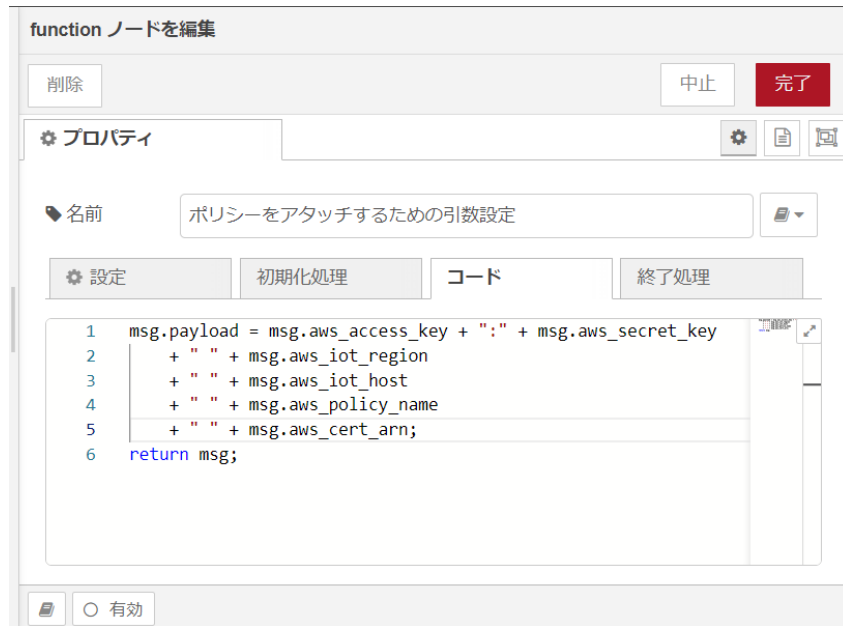 function ノードを編集
削除
中止
完了
プロパティ
名前
ポリシーをアタッチするための引数設定
設定
初期化処理
コード
終了処理
1 msg.payload = msg.aws_access_key + ":" + msg.aws_secret_key
2 + " " + msg.aws_iot_region
3 + " " + msg.aws_iot_host
4 + " " + msg.aws_policy_name
5 + " " + msg.aws_cert_arn;
6 return msg;
有効